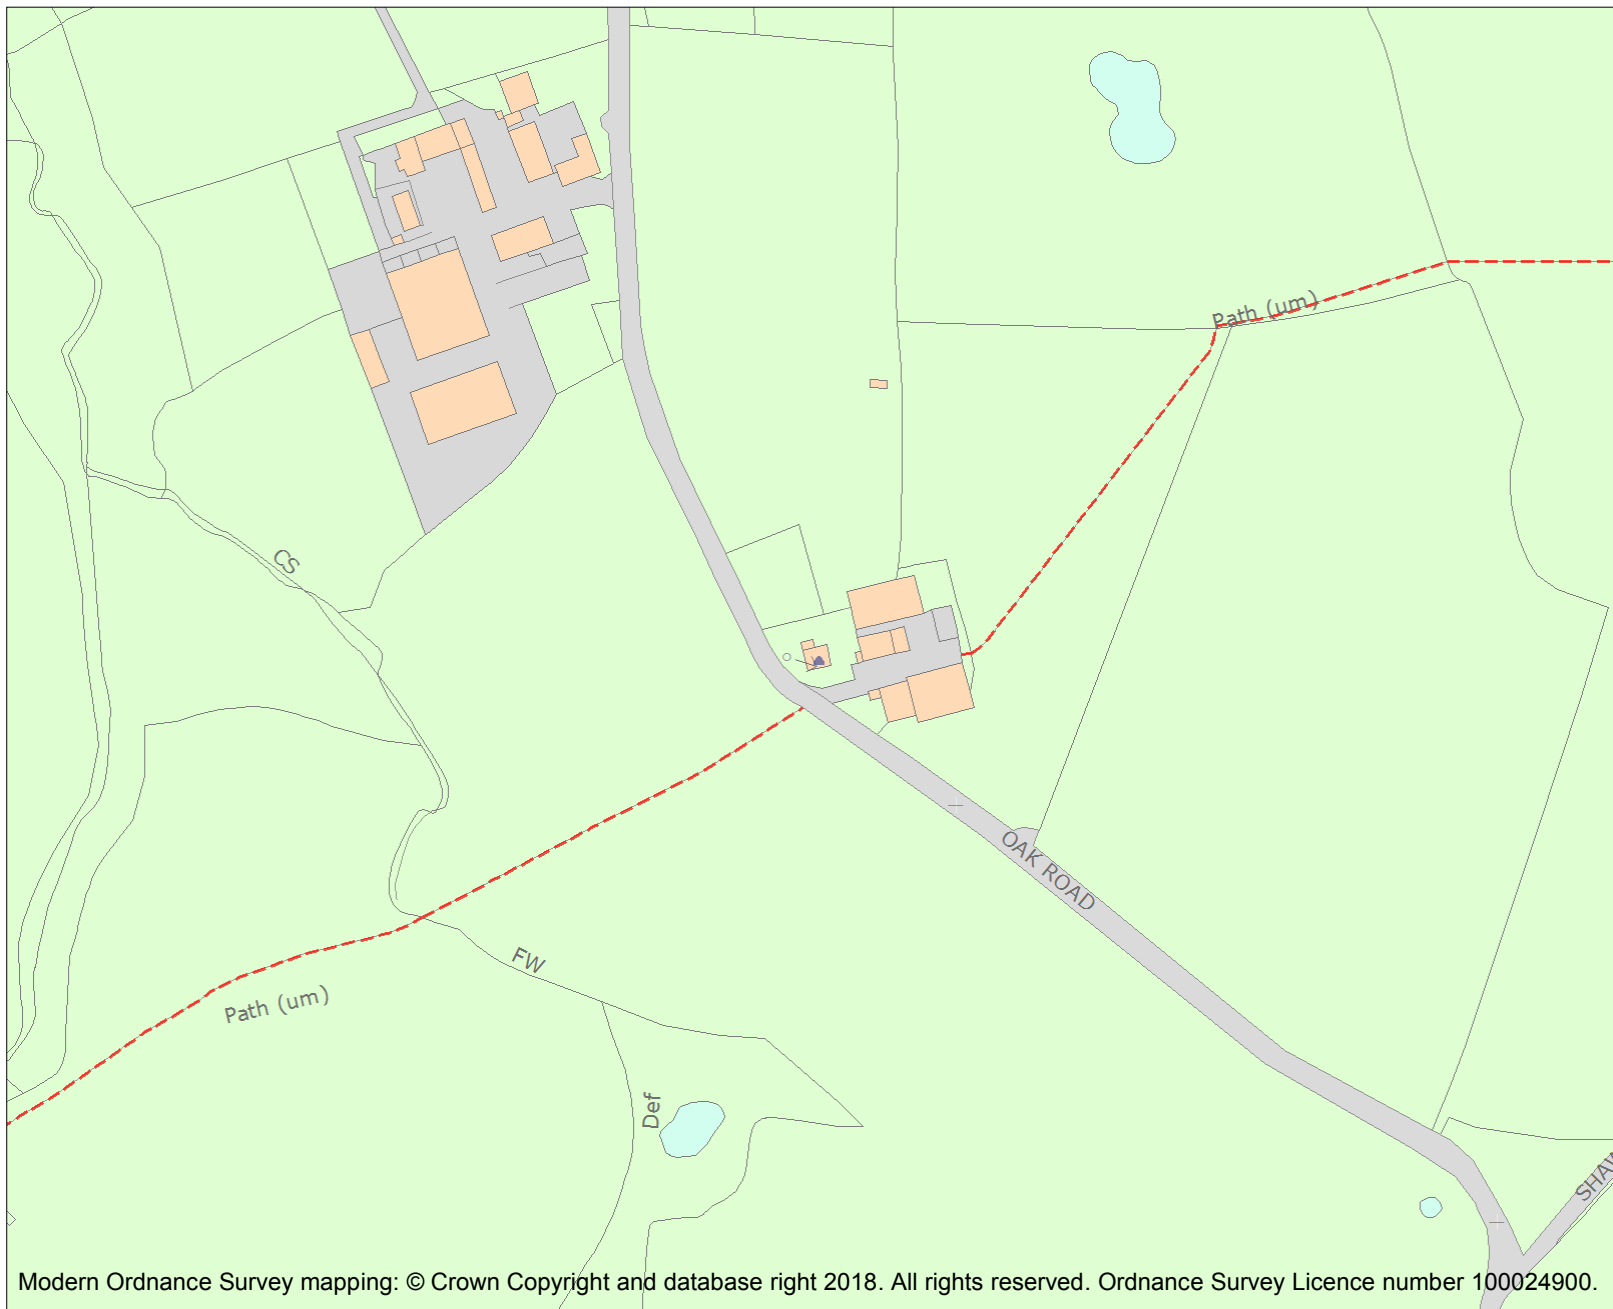 Path (um)
CS
OAK ROAD
FW
Path (um)
Def
Modern Ordnance Survey mapping: © Crown Copyright and database right 2018. All rights reserved. Ordnance Survey Licence number 100024900.